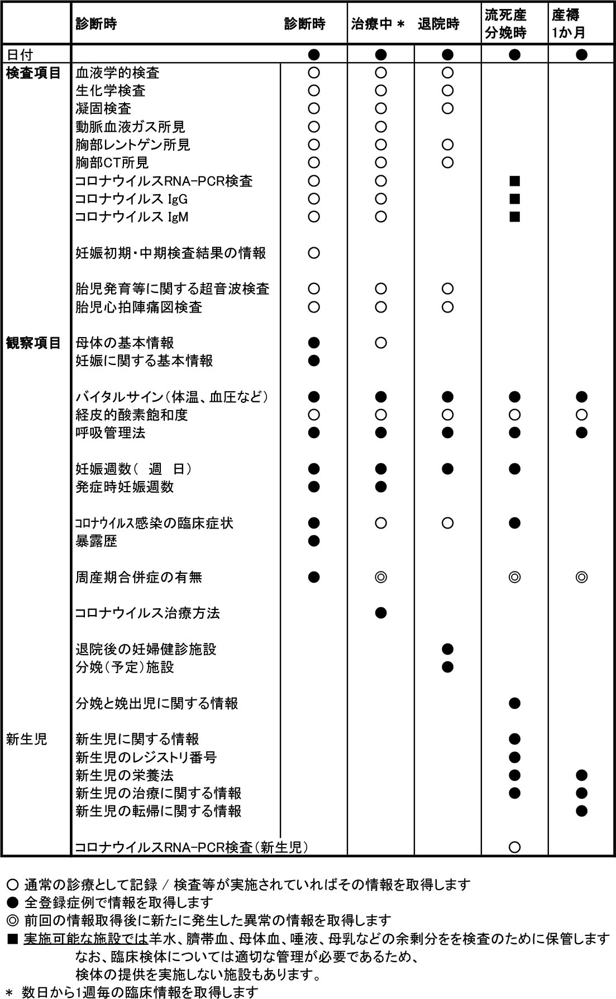 診断時 診断時 治療中＊ 退院時 流死産 産褥
分娩時 1か月
日付 ● ● ● ● ●
検査項目 血液学的検査 ○ ○ ○
生化学検査 ○ ○ ○
凝固検査 ○ ○ ○
動脈血液ガス所見 ○ ○
胸部レントゲン所見 ○ ○ ○
胸部CT所見 ○ ○ ○
コロナウイルスRNA-PCR検査 ○ ○ ■
コロナウイルス IgG ○ ○ ■
コロナウイルス IgM ○ ○ ■
妊娠初期・中期検査結果の情報 ○
胎児発育等に関する超音波検査 ○ ○ ○
胎児心拍陣痛図検査 ○ ○ ○
観察項目 母体の基本情報 ● ○
妊娠に関する基本情報 ●
バイタルサイン（体温、血圧など） ● ● ● ● ●
経皮的酸素飽和度 ○ ○ ○ ○ ○
呼吸管理法 ● ● ● ● ●
妊娠週数（　週　日） ● ● ● ●
発症時妊娠週数 ● ●
ｺﾛﾅｳｲﾙｽ感染の臨床症状 ● ○ ○ ●
暴露歴 ●
周産期合併症の有無 ● ◎ ◎ ◎
コロナウイルス治療方法 ●
退院後の妊婦健診施設 ●
分娩（予定）施設 ●
分娩と娩出児に関する情報 ●
新生児 新生児に関する情報 ●
新生児のレジストリ番号 ●
新生児の栄養法 ● ●
新生児の治療に関する情報 ● ●
新生児の転帰に関する情報 ●
コロナウイルスRNA-PCR検査（新生児） ○
○ 通常の診療として記録 / 検査等が実施されていればその情報を取得します
● 全登録症例で情報を取得します
◎ 前回の情報取得後に新たに発生した異常の情報を取得します
■ 実施可能な施設では羊水、臍帯血、母体血、唾液、母乳などの余剰分をを検査のために保管します
なお、臨床検体については適切な管理が必要であるため、
検体の提供を実施しない施設もあります。
＊ 数日から1週毎の臨床情報を取得します